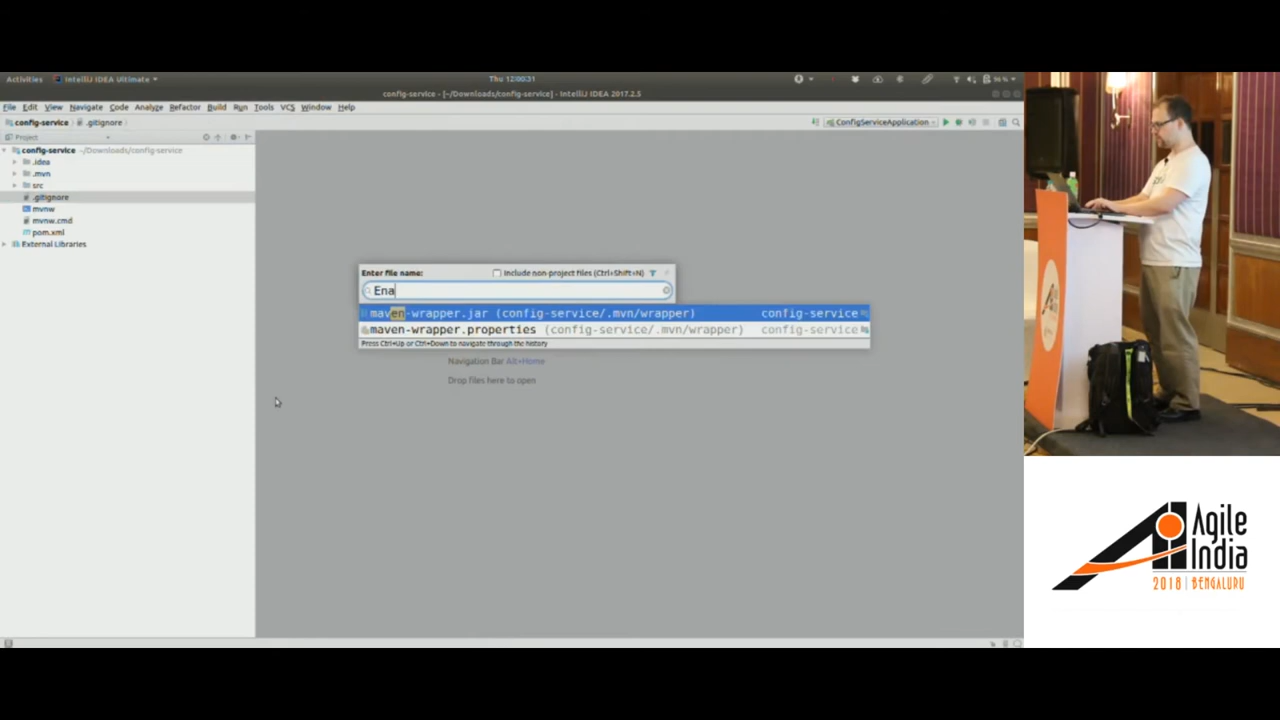 Activities IntelliJ IDEA Ultimate Thu 12:00:31 96%
config-service - [~/Downloads/config-service] - IntelliJ IDEA 2017.2.5
File Edit View Navigate Code Analyze Refactor Build Run Tools VCS Window Help
config-service .gitignore ConfigServiceApplication
Project
config-service ~/Downloads/config-service
.idea
.mvn
src
.gitignore
mvnw
mvnw.cmd
pom.xml
External Libraries
Enter file name: Include non-project files (Ctrl+Shift+N)
Ena
maven-wrapper.jar (config-service/.mvn/wrapper) config-service
maven-wrapper.properties (config-service/.mvn/wrapper) config-service
Press Ctrl+Up or Ctrl+Down to navigate through the history
Navigation Bar Alt+Home
Drop files here to open
Agile
India
2018 | BENGALURU